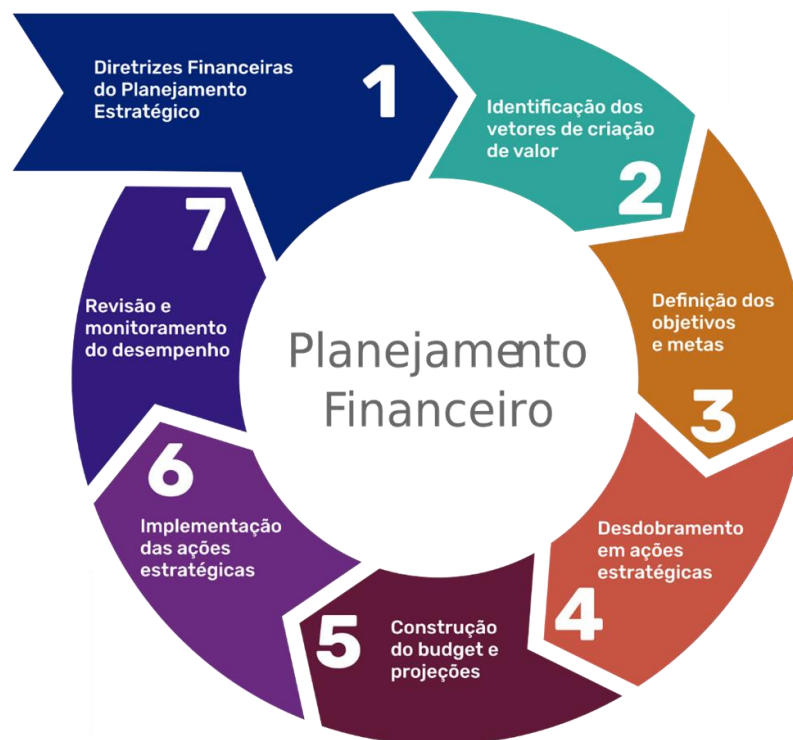 Diretrizes Financeiras
do Planejamento
Estratégico
1
Identificação dos
vetores de criação
de valor
2
Definição dos
objetivos
e metas
3
Desdobramento
em ações
estratégicas
4
Construção
do budget e
projeções
5
Implementação
das ações
estratégicas
6
Revisão e
monitoramento
do desempenho
7
Planejamento
Financeiro